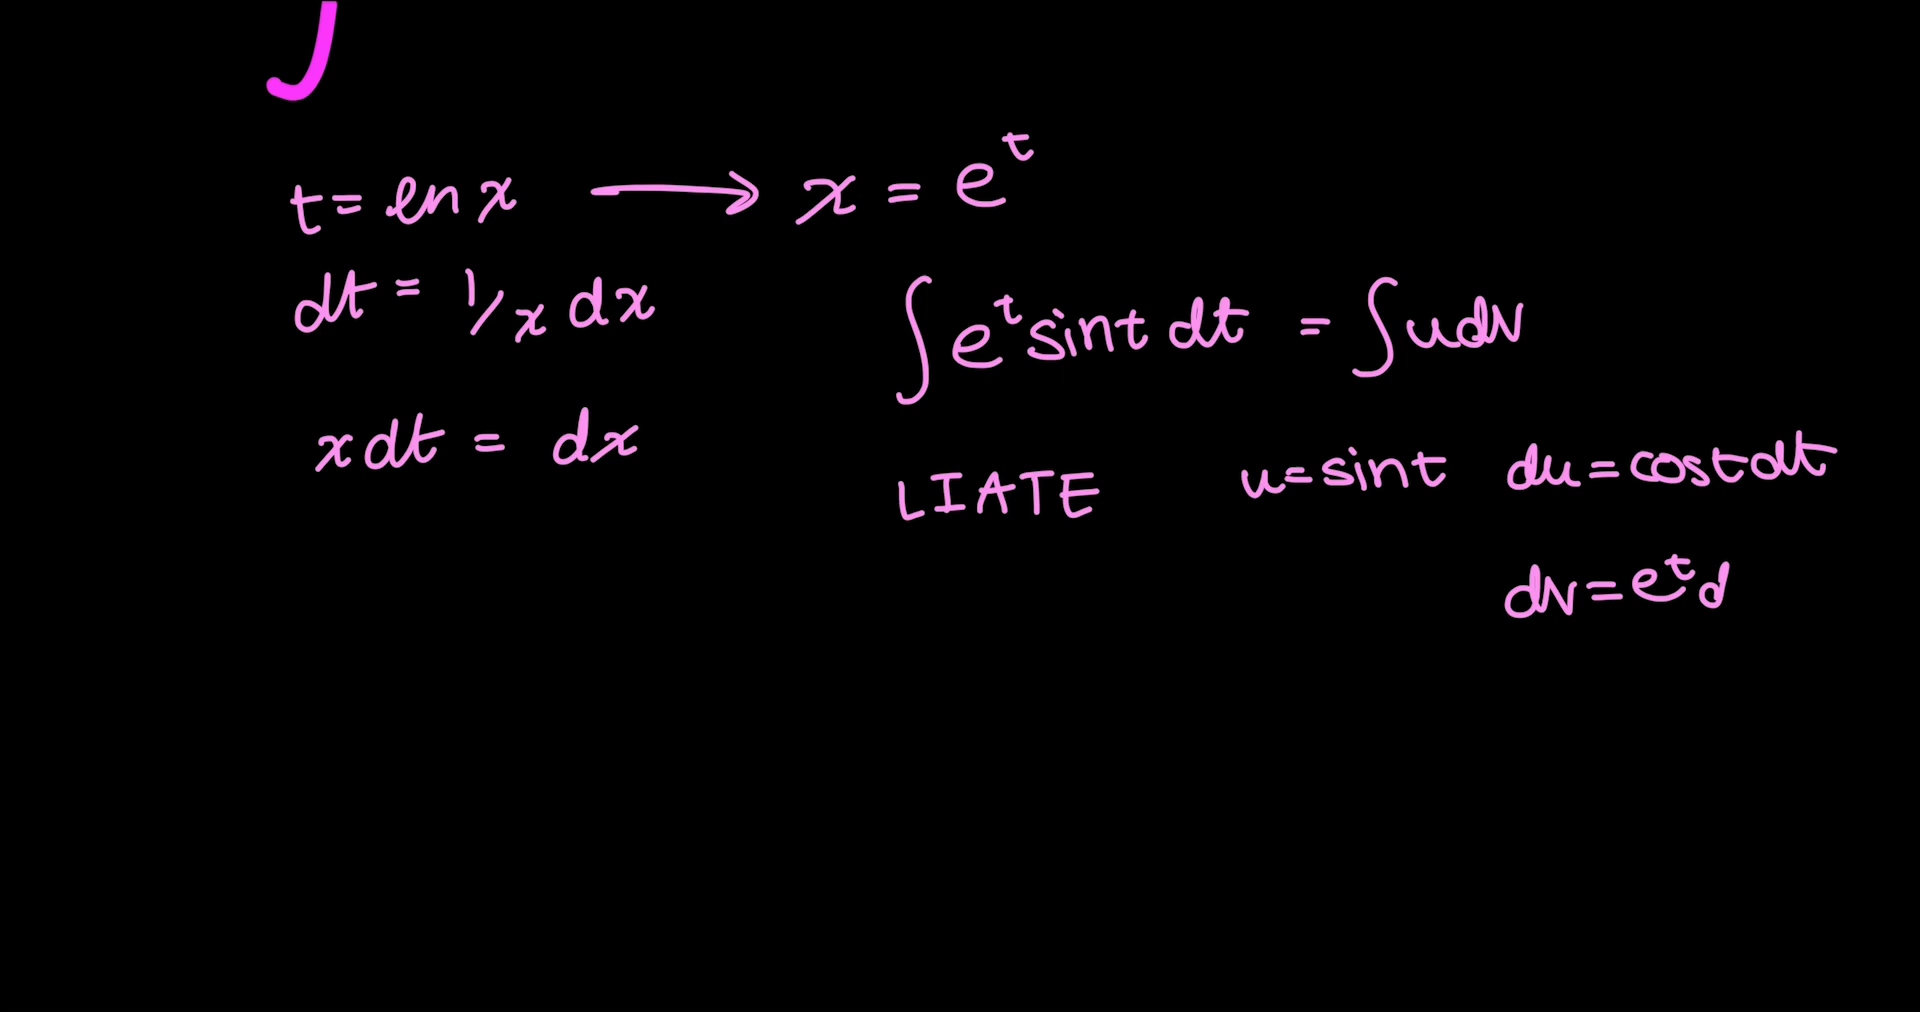 ∫
t = ln x ⟶ x = e^t
dt = 1/x dx
∫ e^t sint dt = ∫ u dv
x dt = dx
LIATE u = sint du = cost dt
dv = e^t d